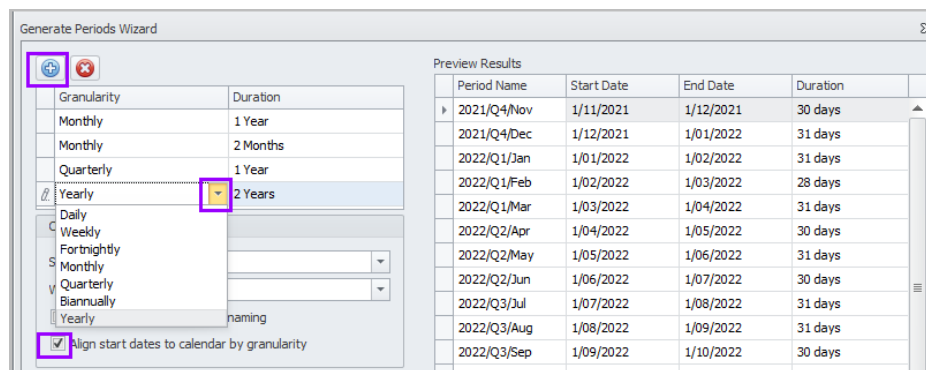 Generate Periods Wizard
Granularity Duration
Monthly 1 Year
Monthly 2 Months
Quarterly 1 Year
Yearly 2 Years
Daily
Weekly
Fortnightly
Monthly
Quarterly
Biannually
Yearly
naming
Align start dates to calendar by granularity
Preview Results
Period Name Start Date End Date Duration
2021/Q4/Nov 1/11/2021 1/12/2021 30 days
2021/Q4/Dec 1/12/2021 1/01/2022 31 days
2022/Q1/Jan 1/01/2022 1/02/2022 31 days
2022/Q1/Feb 1/02/2022 1/03/2022 28 days
2022/Q1/Mar 1/03/2022 1/04/2022 31 days
2022/Q2/Apr 1/04/2022 1/05/2022 30 days
2022/Q2/May 1/05/2022 1/06/2022 31 days
2022/Q2/Jun 1/06/2022 1/07/2022 30 days
2022/Q3/Jul 1/07/2022 1/08/2022 31 days
2022/Q3/Aug 1/08/2022 1/09/2022 31 days
2022/Q3/Sep 1/09/2022 1/10/2022 30 days